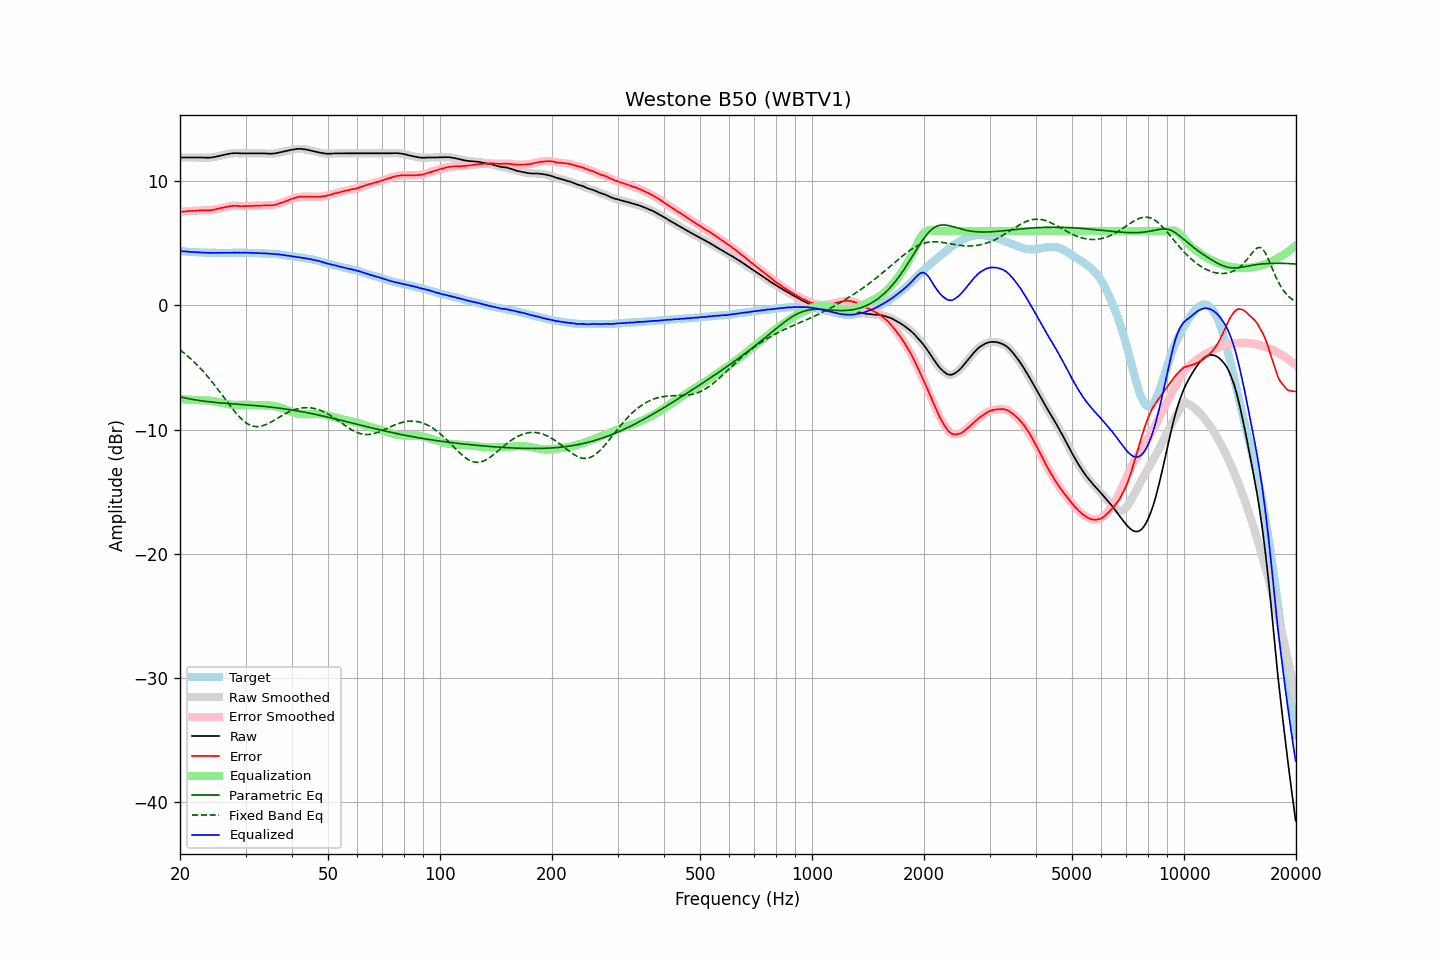 Westone B50 (WBTV1)
Amplitude (dBr)
10
0
−10
−20
−30
−40
Target
Raw Smoothed
Error Smoothed
Raw
Error
Equalization
Parametric Eq
Fixed Band Eq
Equalized
20 50 100 200 500 1000 2000 5000 10000 20000
Frequency (Hz)